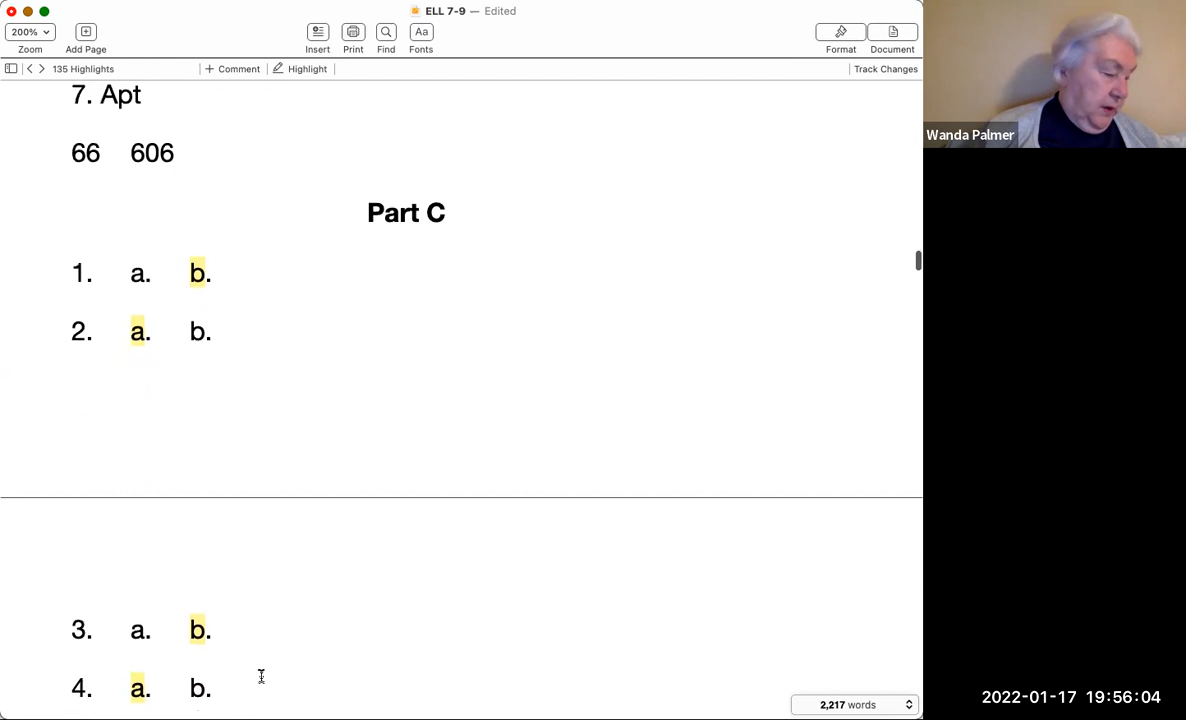 ELL 7-9 — Edited
200%
Zoom
Add Page
Insert
Print
Find
Aa
Fonts
Format
Document
135 Highlights
+ Comment
Highlight
Track Changes
7. Apt
66 606
Part C
1. a. b.
2. a. b.
3. a. b.
4. a. b.
2,217 words
Wanda Palmer
2022-01-17 19:56:04